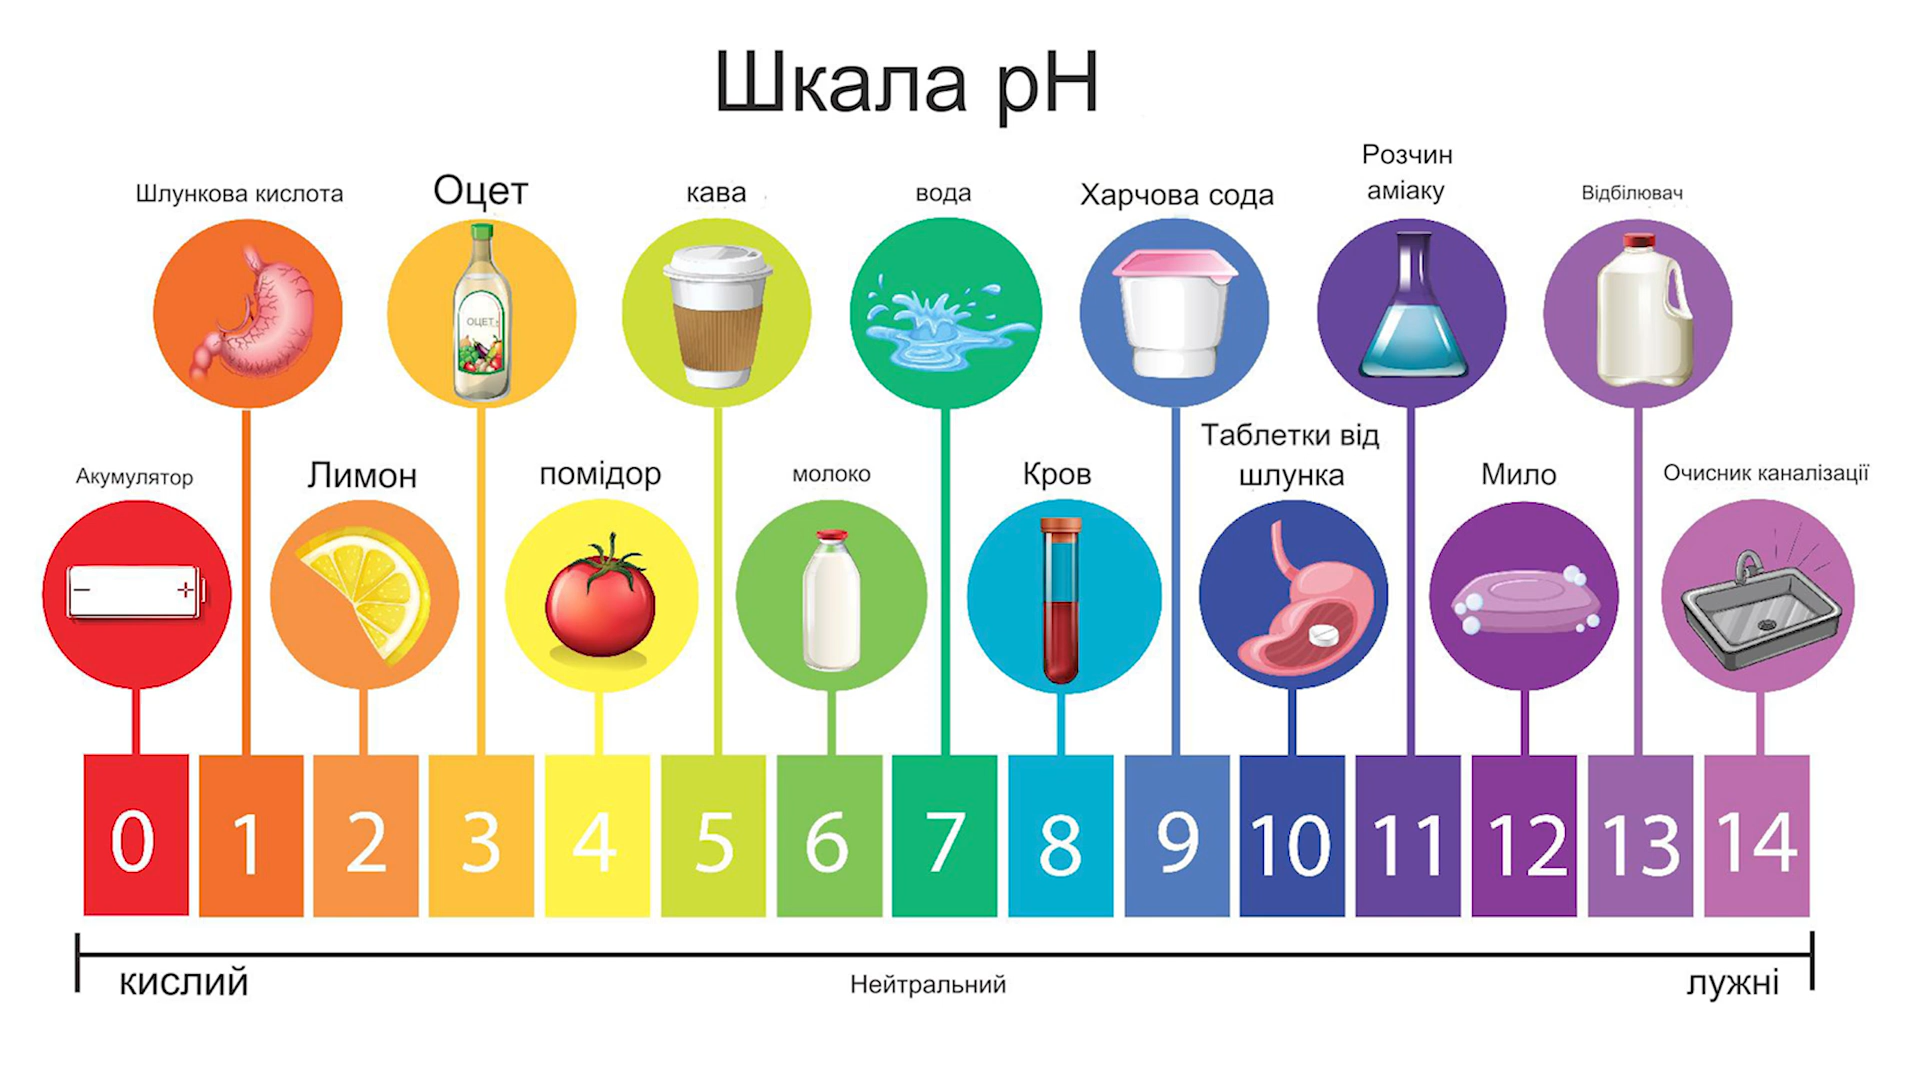 Шкала pH
Розчин
аміаку
Шлункова кислота
Оцет
кава
вода
Харчова сода
Відбілювач
ОЦЕТ
Таблетки від
шлунка
Акумулятор
Лимон
помідор
молоко
Кров
Мило
Очисник каналізації
− +
0 1 2 3 4 5 6 7 8 9 10 11 12 13 14
кислий
Нейтральний
лужні